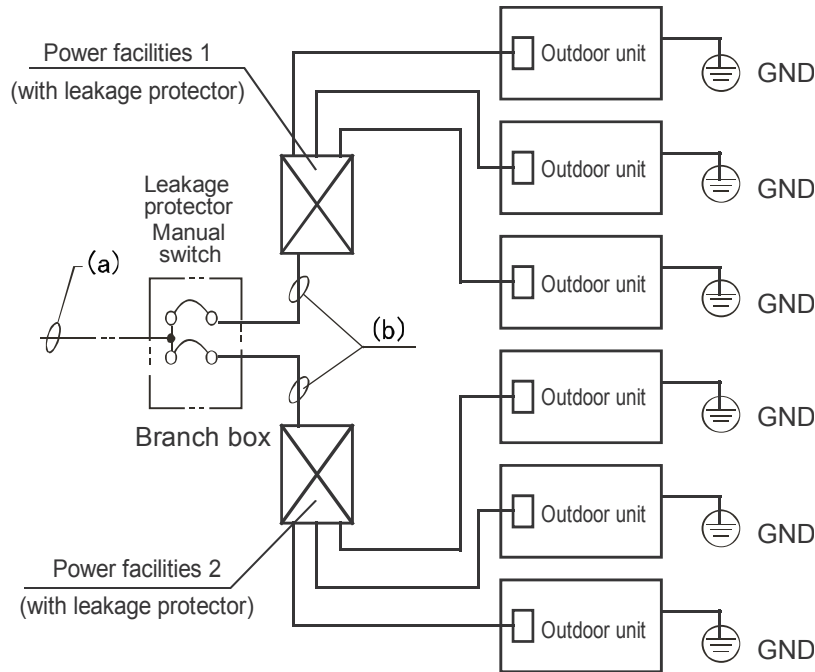 Power facilities 1
(with leakage protector)
Leakage
protector
Manual
switch
(a)
(b)
Branch box
Power facilities 2
(with leakage protector)
Outdoor unit
GND
Outdoor unit
GND
Outdoor unit
GND
Outdoor unit
GND
Outdoor unit
GND
Outdoor unit
GND